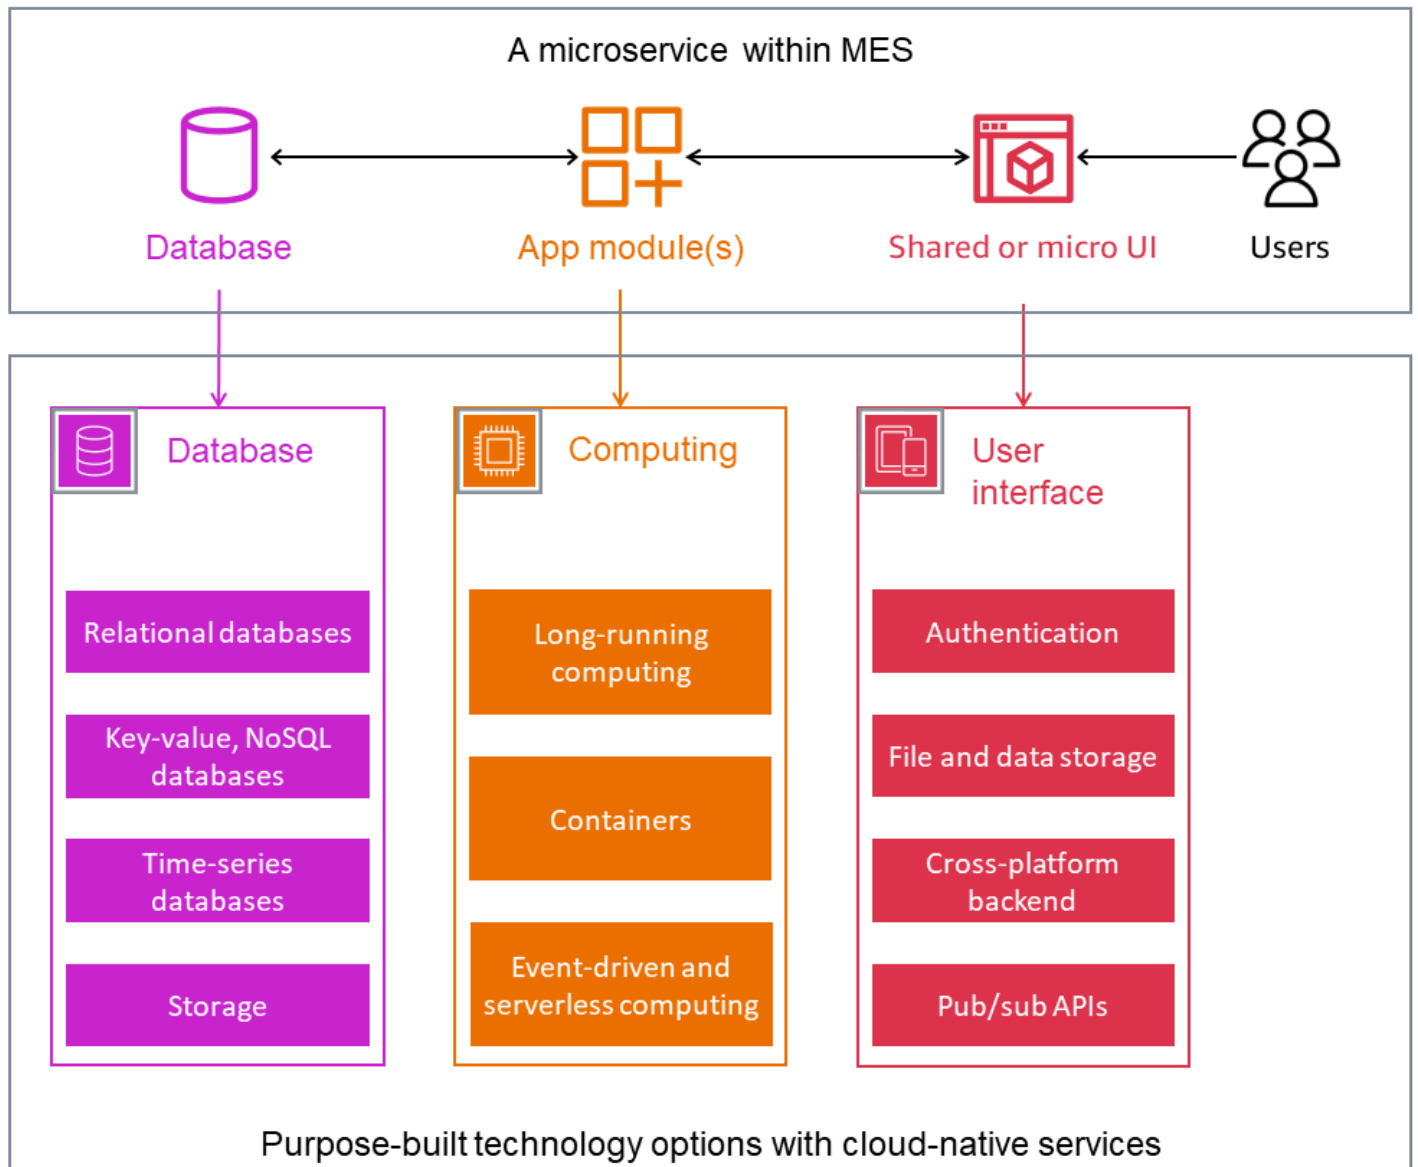 A microservice within MES
Database
App module(s)
Shared or micro UI
Users
Database
Relational databases
Key-value, NoSQL
databases
Time-series
databases
Storage
Computing
Long-running
computing
Containers
Event-driven and
serverless computing
User
interface
Authentication
File and data storage
Cross-platform
backend
Pub/sub APIs
Purpose-built technology options with cloud-native services